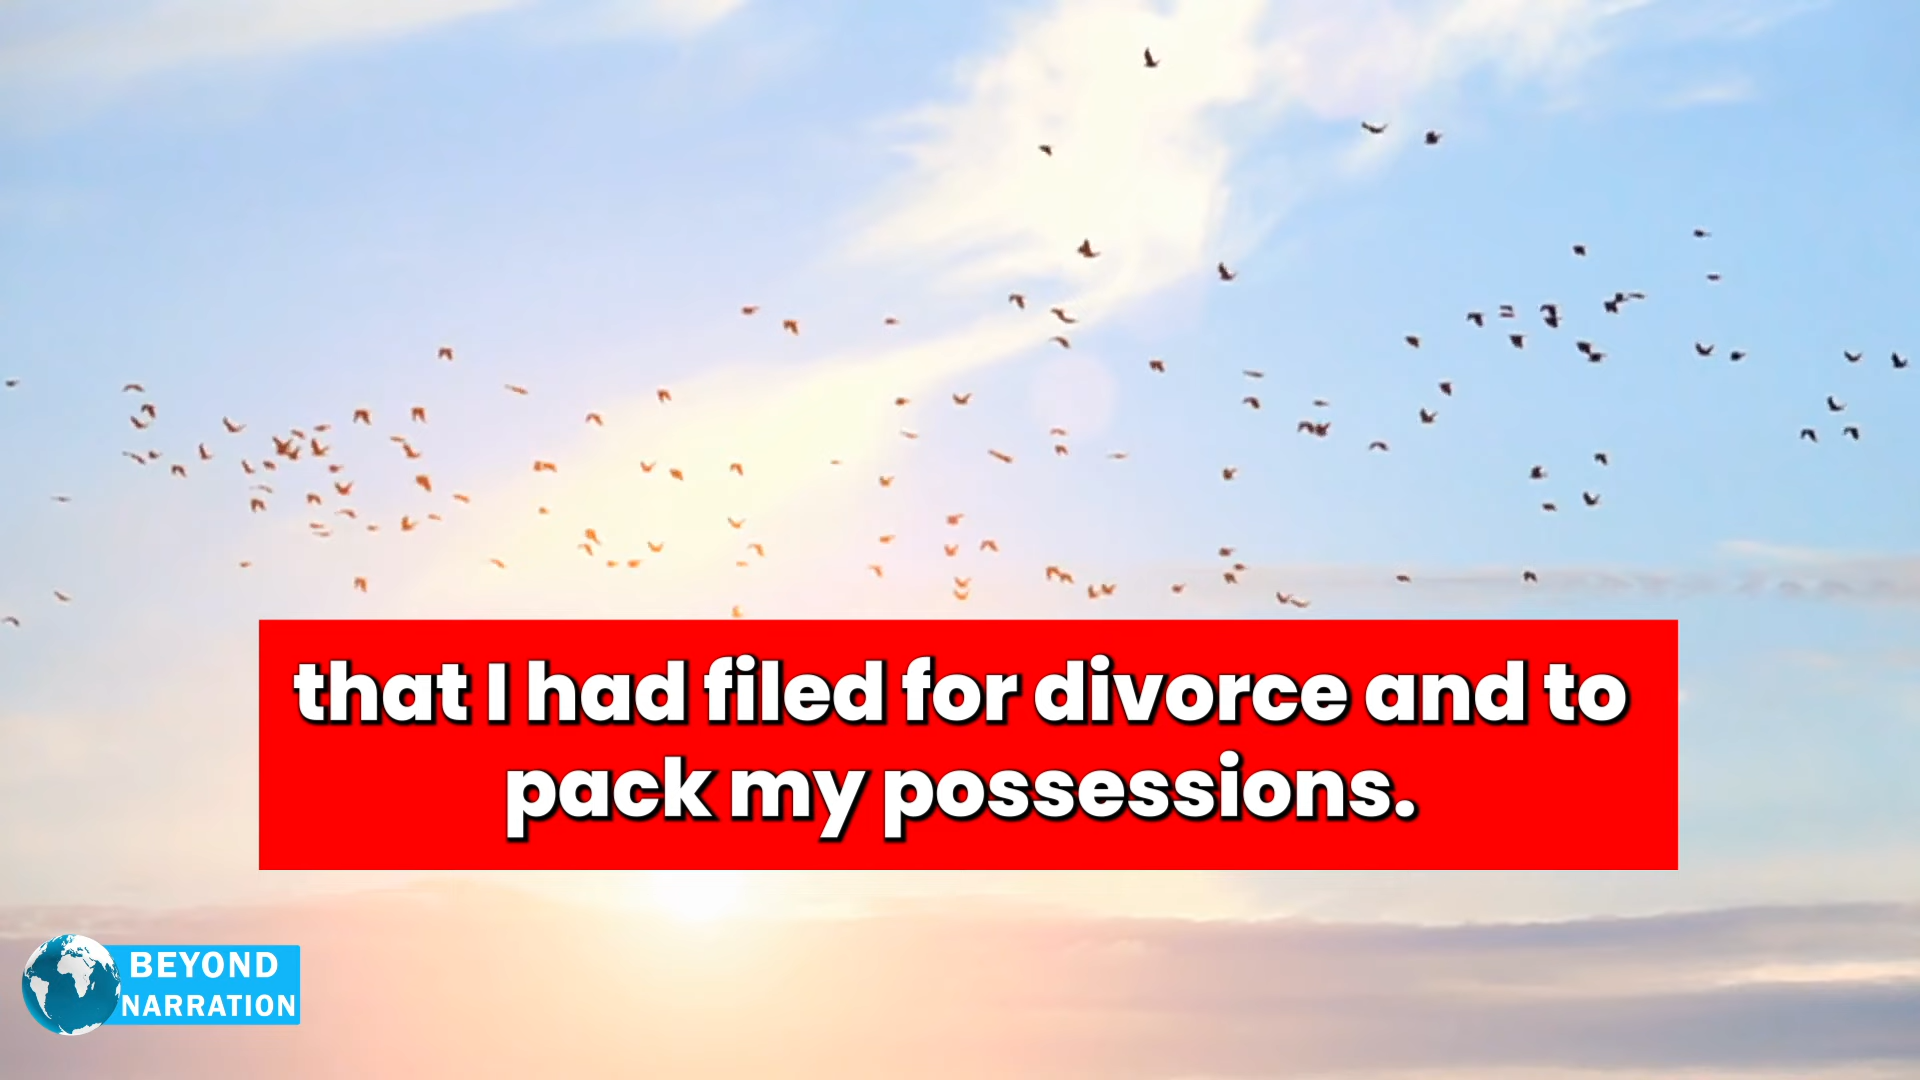 that I had filed for divorce and to
pack my possessions.
BEYOND
NARRATION